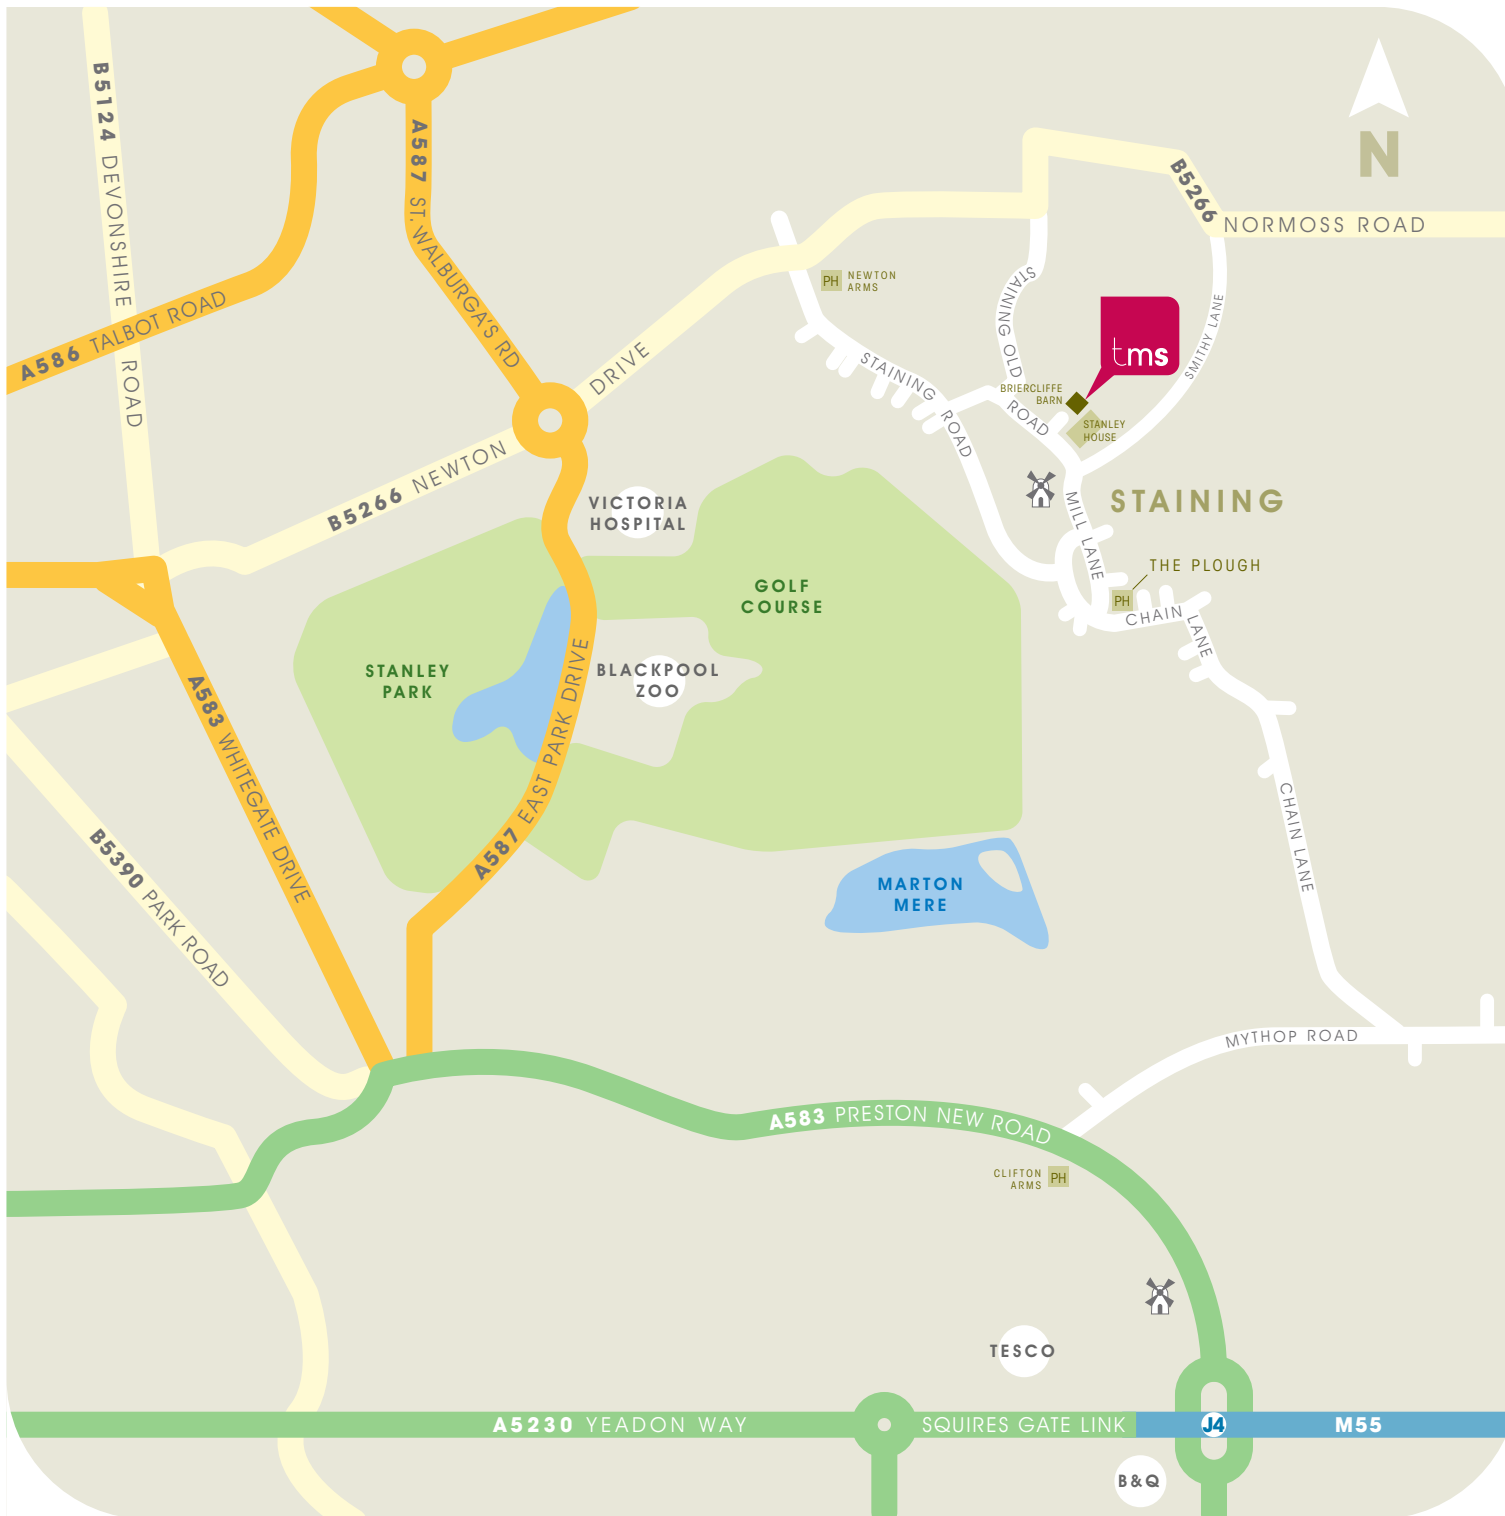 B5124 DEVONSHIRE ROAD
A587 ST. WALBURGA'S RD
N
B5266
NORMOSS ROAD
A586 TALBOT ROAD
PH
NEWTON
ARMS
STAINING OLD ROAD
SMITHY LANE
tms
STAINING ROAD
BRIERCLIFFE
BARN
STANLEY
HOUSE
B5266 NEWTON DRIVE
VICTORIA
HOSPITAL
STAINING
MILL LANE
THE PLOUGH
PH
CHAIN LANE
GOLF
COURSE
STANLEY
PARK
BLACKPOOL
ZOO
A583 WHITEGATE DRIVE
A587 EAST PARK DRIVE
B5390 PARK ROAD
CHAIN LANE
MARTON
MERE
MYTHOP ROAD
A583 PRESTON NEW ROAD
CLIFTON
ARMS
PH
TESCO
A5230 YEADON WAY
SQUIRES GATE LINK
J4
M55
B&Q